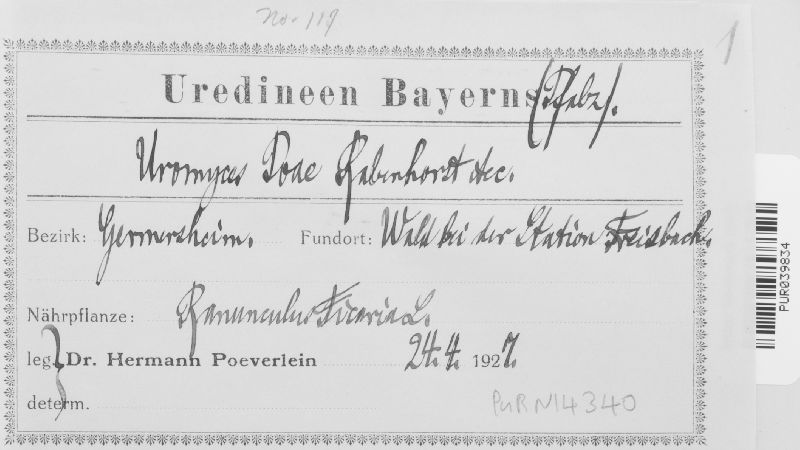 No. 119
1
Uredineen Bayerns (Pfalz).
Uromyces Poae Rabenhorst aec.
Bezirk: Germersheim. Fundort: Wald bei der Station Freisbach.
Nährpflanze: Ranunculus Ficaria L.
leg. Dr. Hermann Poeverlein 24. 4. 1927.
determ.
PUR N14340
PUR039834